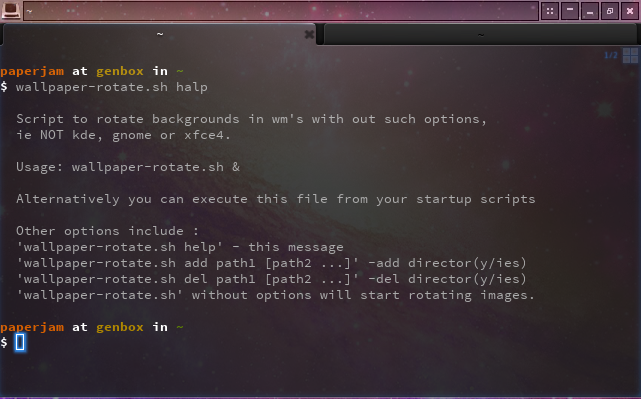 ~
~
~
1/2
paperjam at genbox in ~
$ wallpaper-rotate.sh halp
Script to rotate backgrounds in wm's with out such options,
ie NOT kde, gnome or xfce4.
Usage: wallpaper-rotate.sh &
Alternatively you can execute this file from your startup scripts
Other options include :
'wallpaper-rotate.sh help' - this message
'wallpaper-rotate.sh add path1 [path2 ...]' -add director(y/ies)
'wallpaper-rotate.sh del path1 [path2 ...]' -del director(y/ies)
'wallpaper-rotate.sh' without options will start rotating images.
paperjam at genbox in ~
$